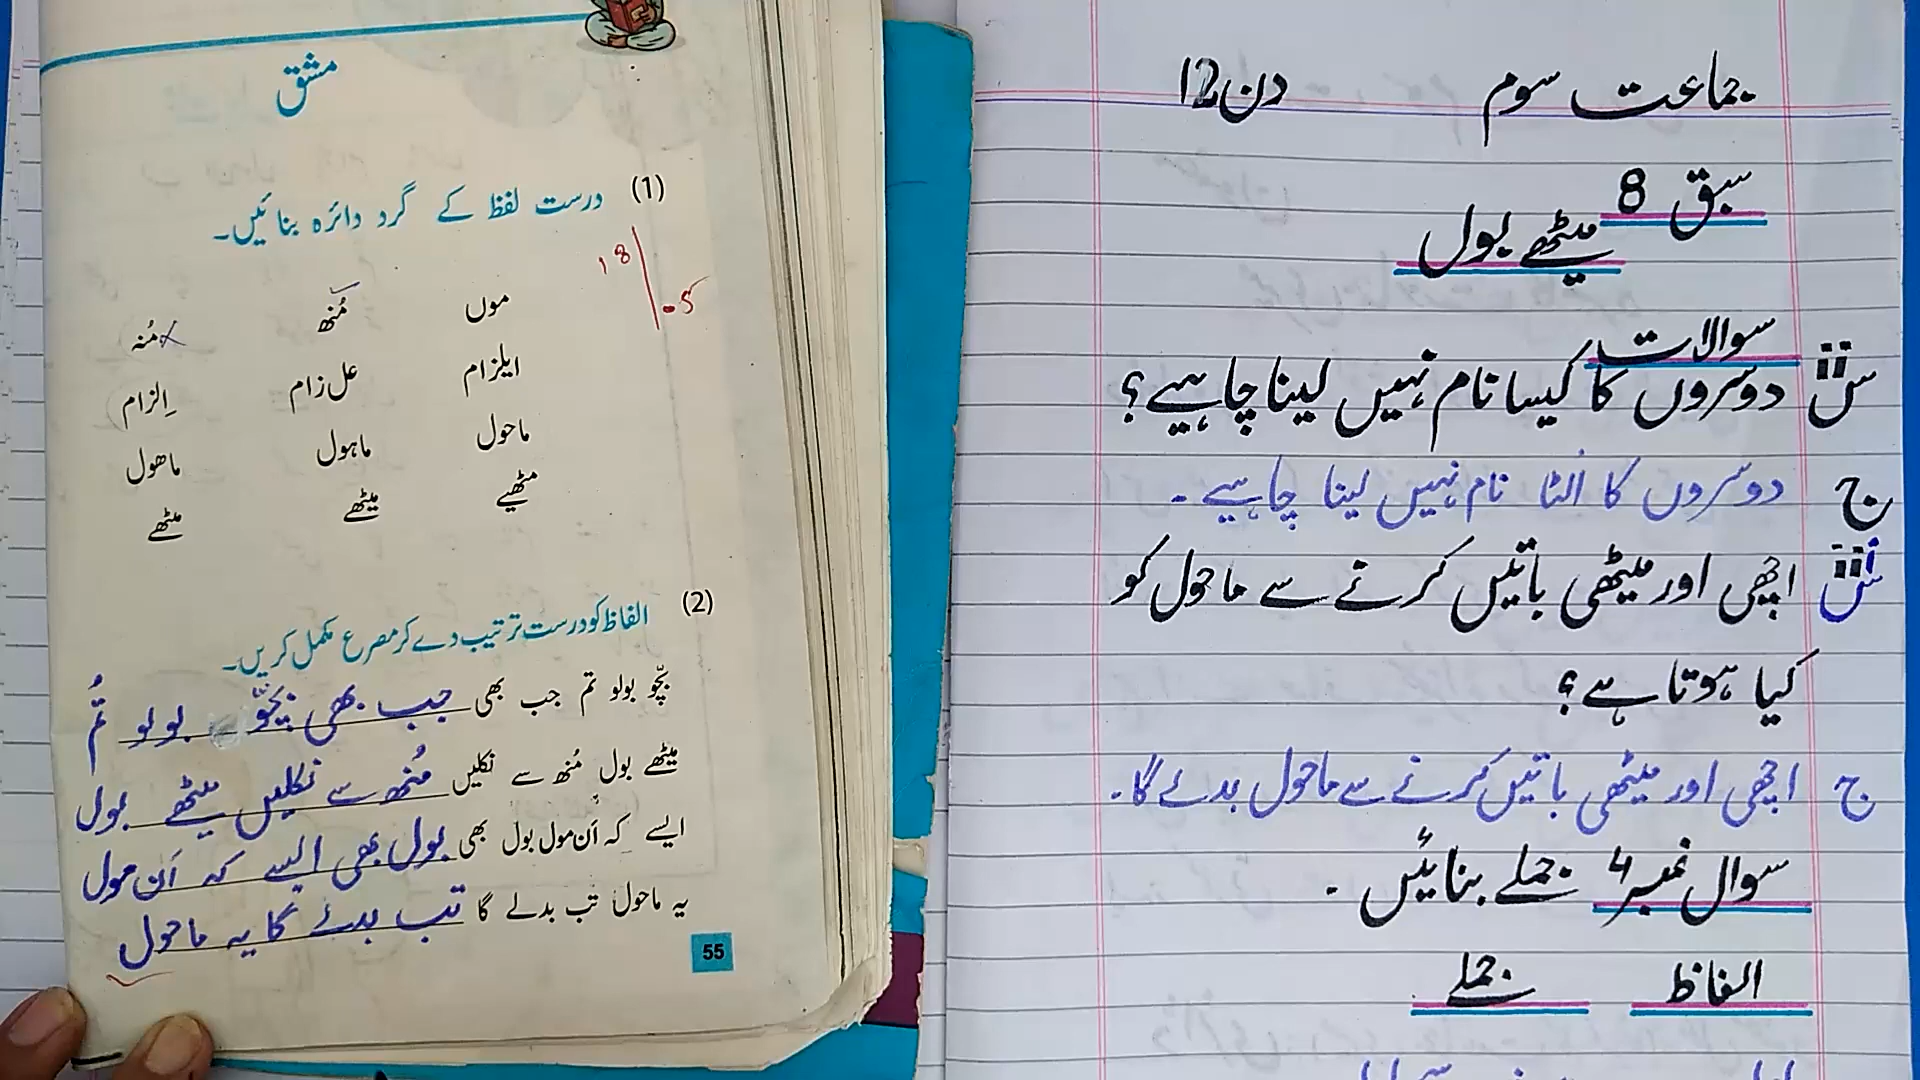 مشق
(1) درست لفظ کے گرد دائرہ بنائیں۔
18
05
موں مُنھ مُنہ
ایلزام عل زام اِلزام
ماحول ماہول ماھول
مٹھیے میٹھے مٹھے
(2) الفاظ کو درست ترتیب دے کر مصرع مکمل کریں۔
بچّو بولو تم جب بھی جب بھی بچّو بولو تُم
میٹھے بول مُنھ سے نکلیں مُنھ سے نکلیں میٹھے بول
ایسے کہ اَن مول بول بھی بول بھی ایسے کہ اَن مول
یہ ماحول تب بدلے گا تب بدلے گا یہ ماحول
55
جماعت سوم دن 12
سبق 8
میٹھے بول
سوالات
س ii دوسروں کا کیسا نام نہیں لینا چاہیے؟
ج دوسروں کا اُلٹا نام نہیں لینا چاہیے۔
س iii اچھی اور میٹھی باتیں کرنے سے ماحول کو
کیا ہوتا ہے؟
ج اچھی اور میٹھی باتیں کرنے سے ماحول بدلے گا۔
سوال نمبر 4 جملے بنائیں۔
الفاظ جملے